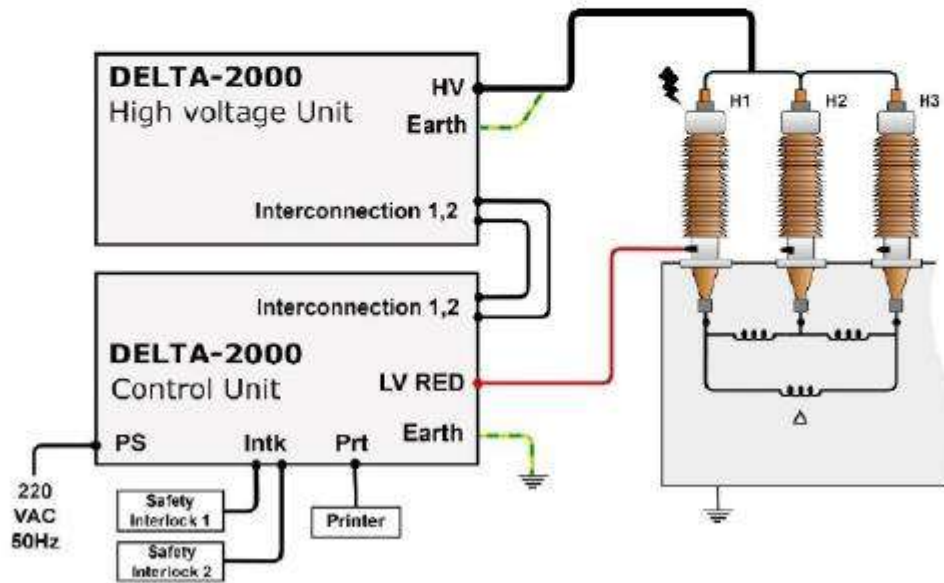 DELTA-2000
High voltage Unit
HV
Earth
Interconnection 1,2
H1
H2
H3
Interconnection 1,2
DELTA-2000
Control Unit
LV RED
Earth
PS
Intk
Prt
220
VAC
50Hz
Safety
Interlock 1
Safety
Interlock 2
Printer
Δ